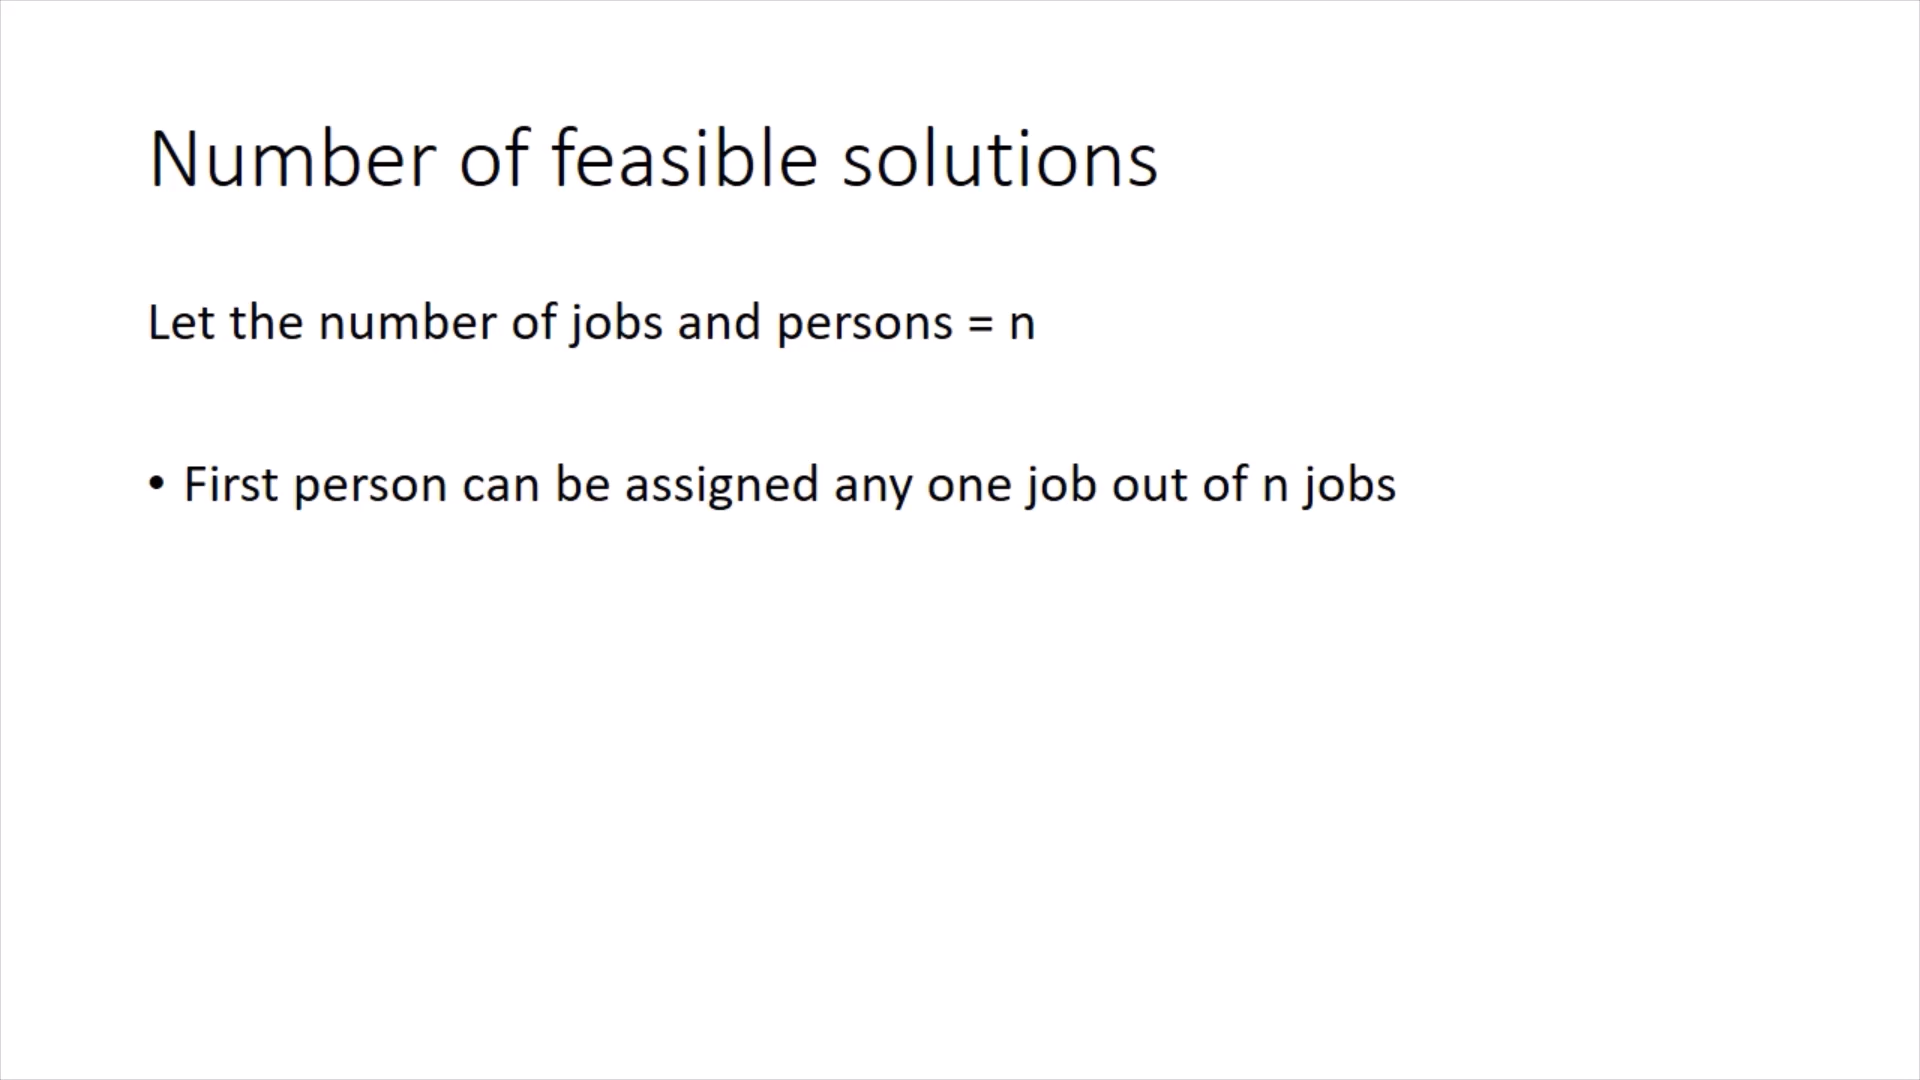 Number of feasible solutions
Let the number of jobs and persons = n
• First person can be assigned any one job out of n jobs